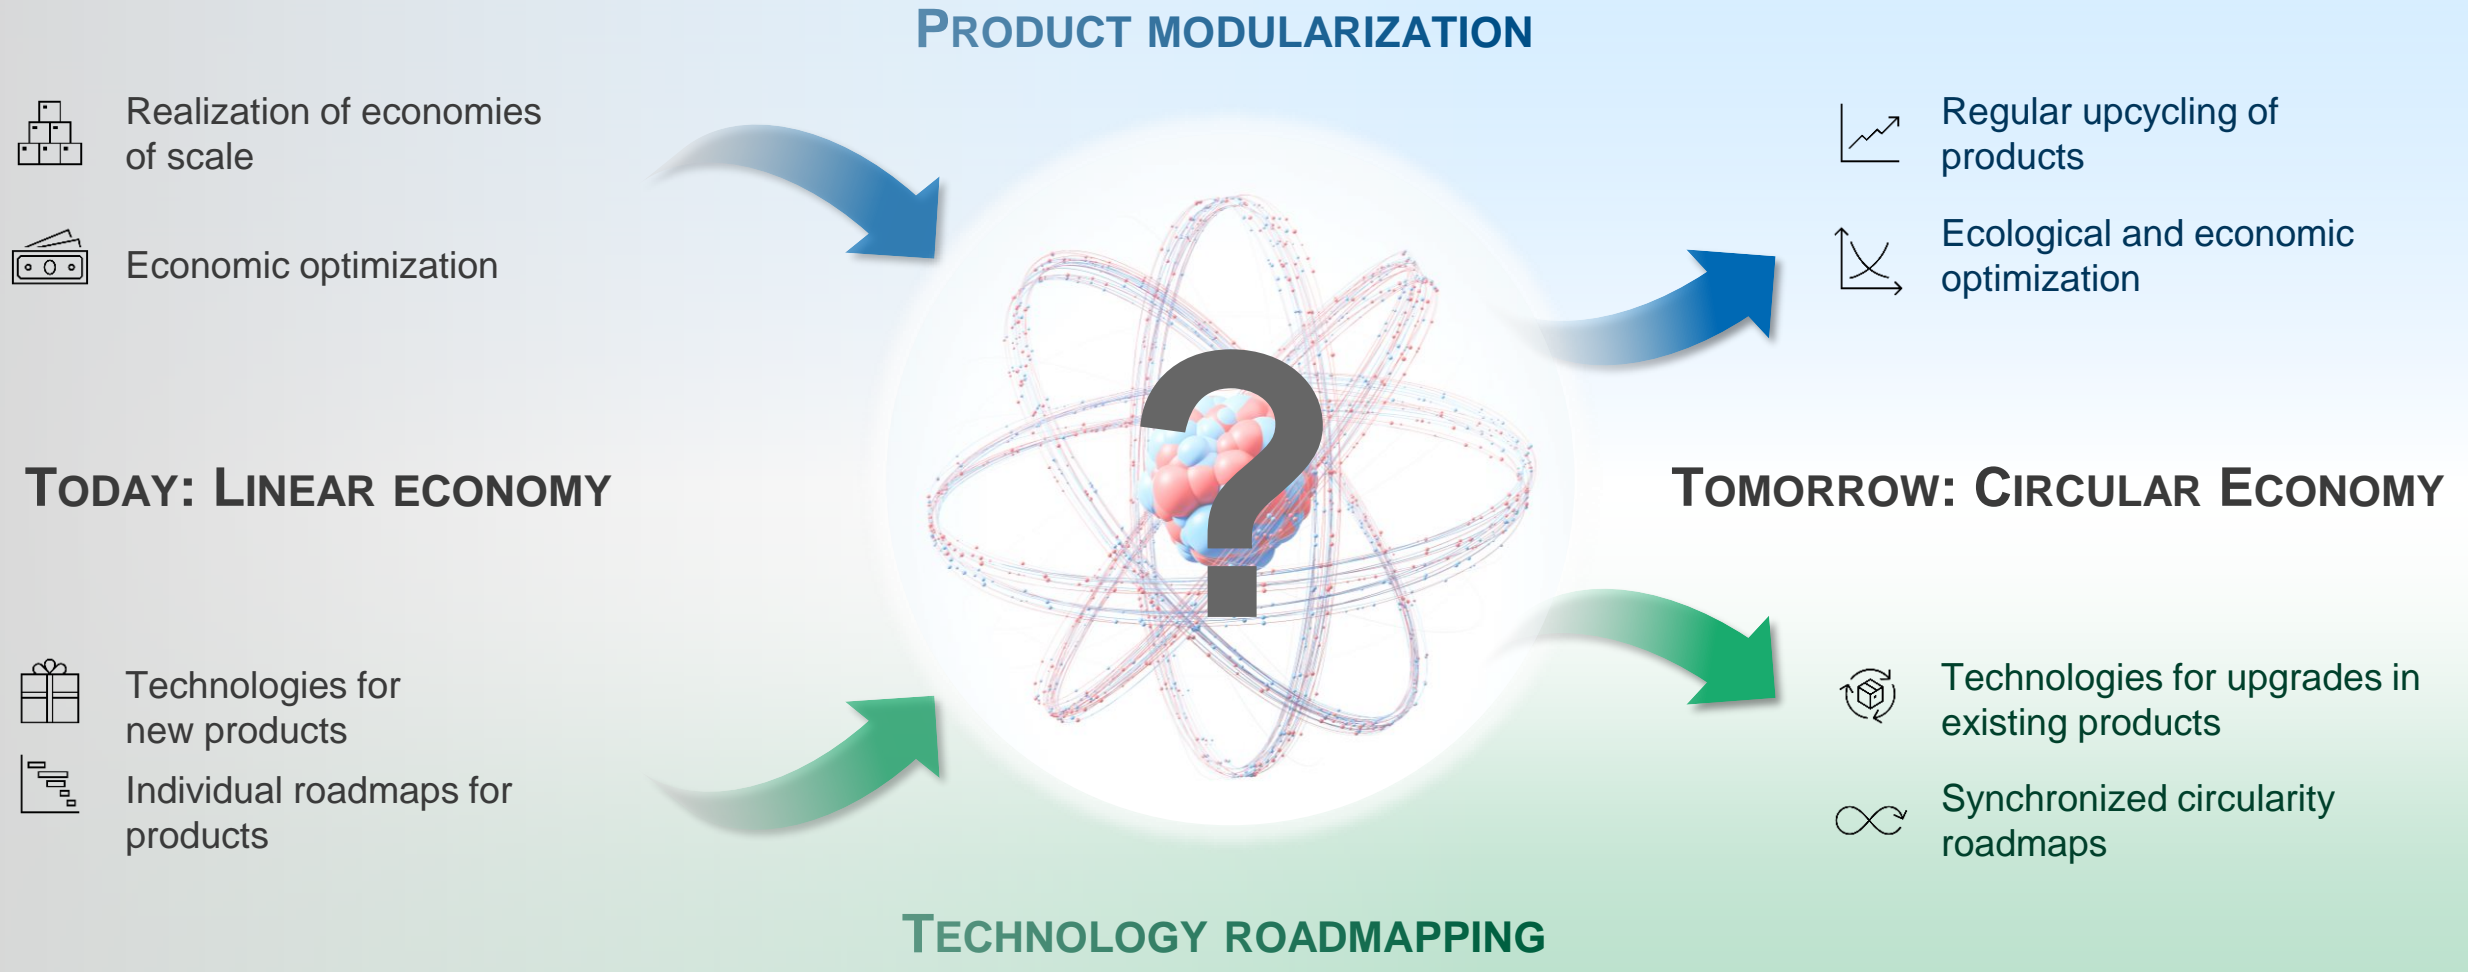 PRODUCT MODULARIZATION
Realization of economies
of scale
Economic optimization
Regular upcycling of
products
Ecological and economic
optimization
TODAY: LINEAR ECONOMY
?
TOMORROW: CIRCULAR ECONOMY
Technologies for
new products
Individual roadmaps for
products
Technologies for upgrades in
existing products
Synchronized circularity
roadmaps
TECHNOLOGY ROADMAPPING